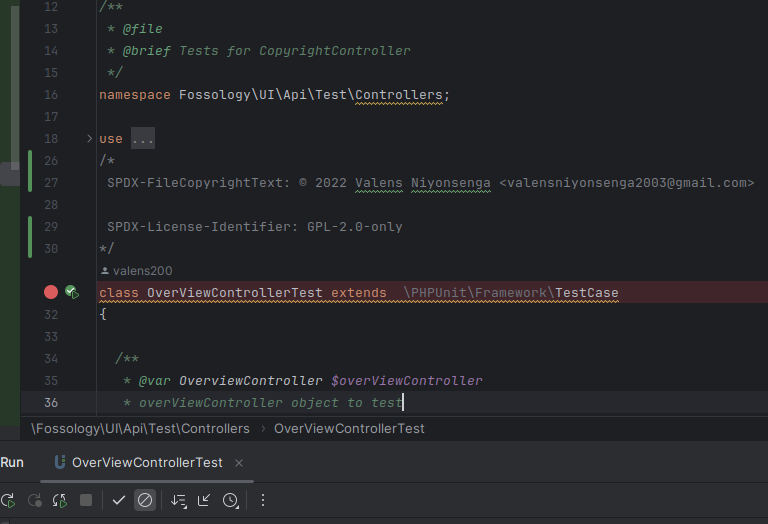 12 /**
13 * @file
14 * @brief Tests for CopyrightController
15 */
16 namespace Fossology\UI\Api\Test\Controllers;
17
18 use ...
26 /*
27 SPDX-FileCopyrightText: © 2022 Valens Niyonsenga <valensniyonsenga2003@gmail.com>
28
29 SPDX-License-Identifier: GPL-2.0-only
30 */
valens200
class OverViewControllerTest extends \PHPUnit\Framework\TestCase
32 {
33
34 /**
35 * @var OverviewController $overViewController
36 * overViewController object to test
\Fossology\UI\Api\Test\Controllers › OverViewControllerTest
Run OverViewControllerTest ×